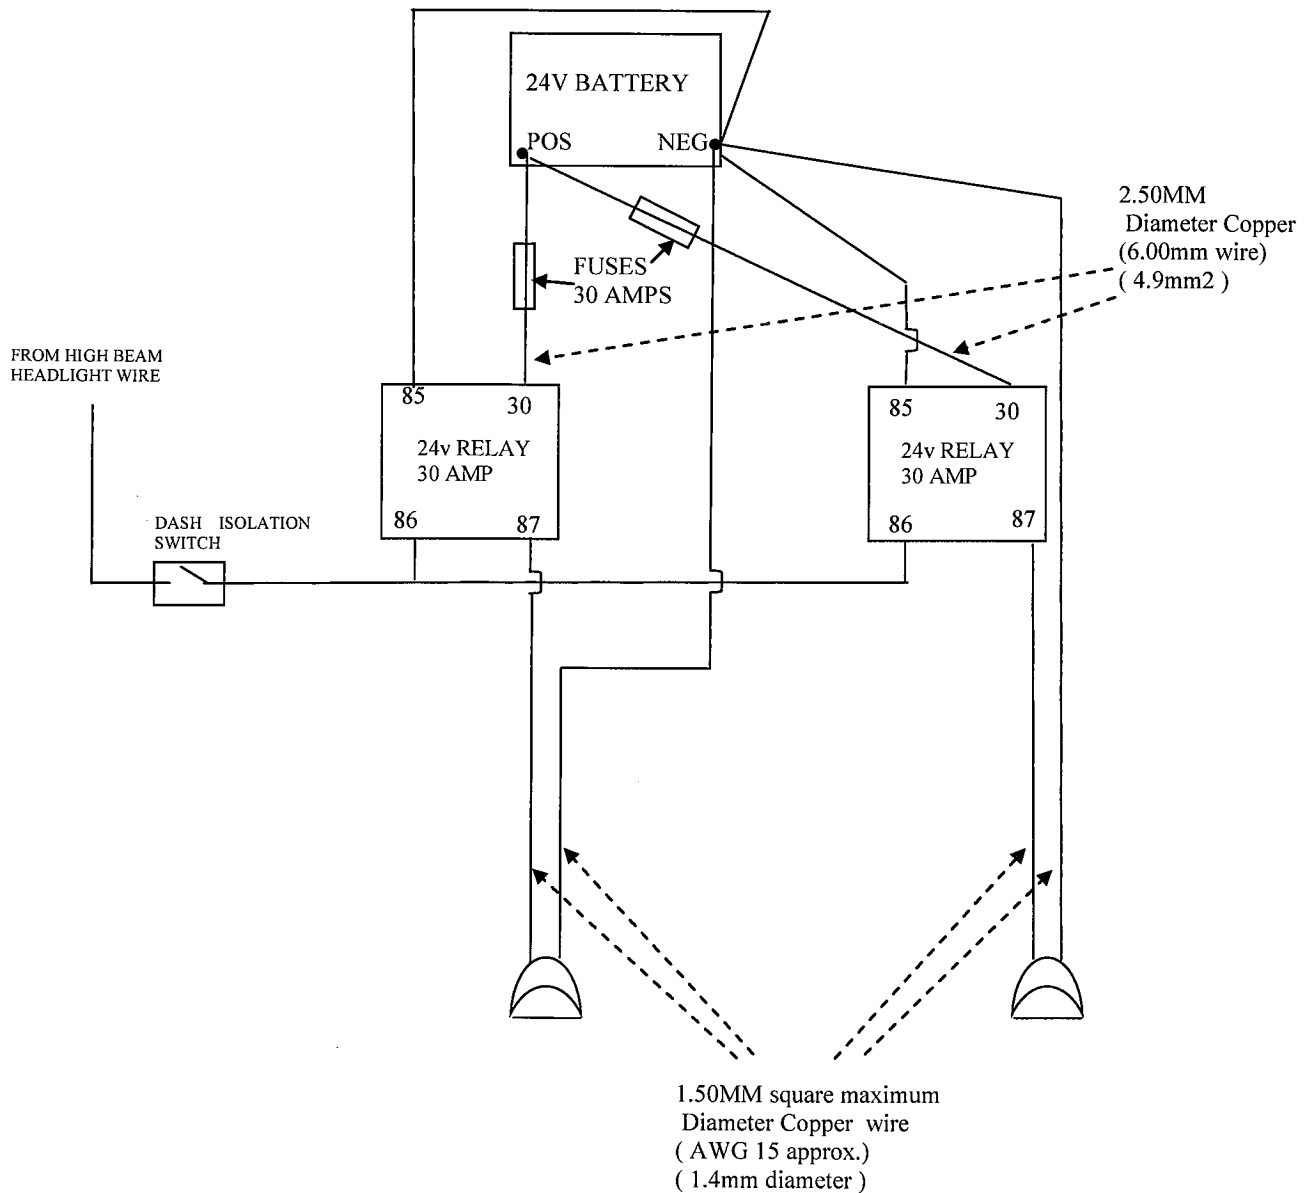 24V BATTERY
POS
NEG
2.50MM
Diameter Copper
(6.00mm wire)
( 4.9mm2 )
FUSES
30 AMPS
FROM HIGH BEAM
HEADLIGHT WIRE
85
30
24v RELAY
30 AMP
86
87
85
30
24v RELAY
30 AMP
86
87
DASH ISOLATION
SWITCH
1.50MM square maximum
Diameter Copper wire
( AWG 15 approx.)
( 1.4mm diameter )